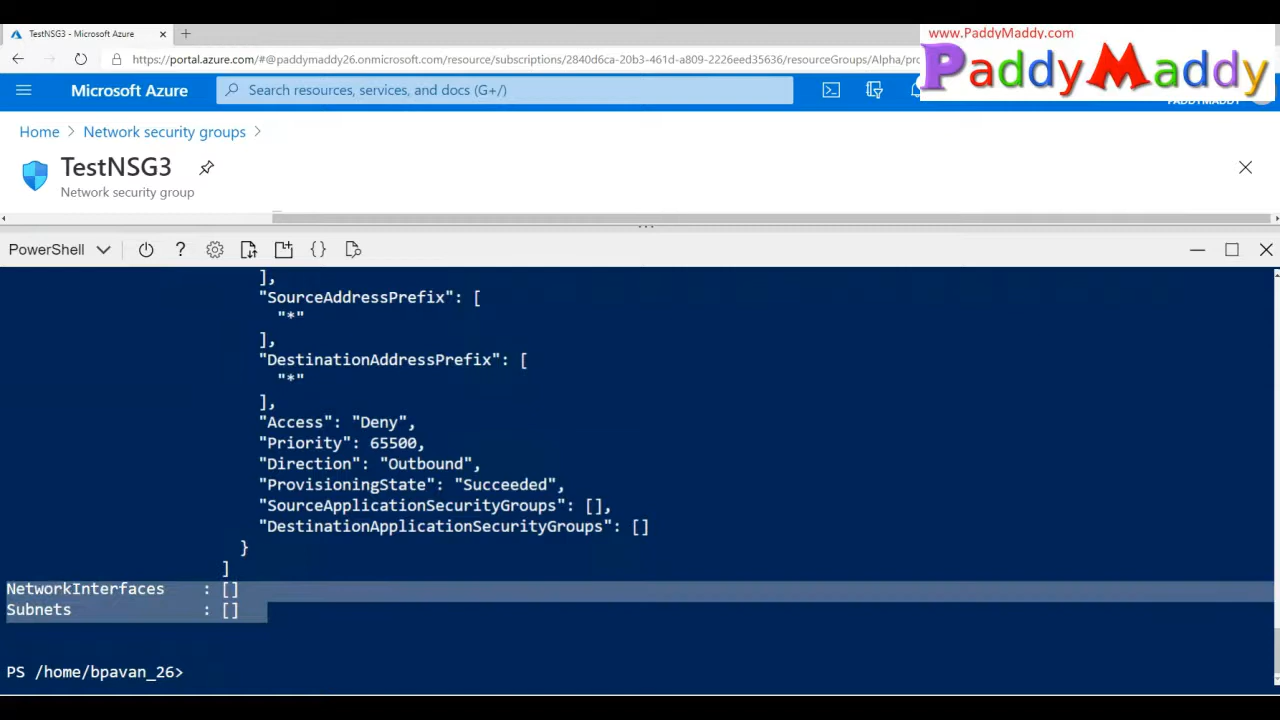 TestNSG3 - Microsoft Azure
www.PaddyMaddy.com
PaddyMaddy
https://portal.azure.com/#@paddymaddy26.onmicrosoft.com/resource/subscriptions/2840d6ca-20b3-461d-a809-2226eed35636/resourceGroups/Alpha/pro
Microsoft Azure
Search resources, services, and docs (G+/)
PADDYMADDY
Home > Network security groups >
TestNSG3
Network security group
PowerShell
],
"SourceAddressPrefix": [
"*"
],
"DestinationAddressPrefix": [
"*"
],
"Access": "Deny",
"Priority": 65500,
"Direction": "Outbound",
"ProvisioningState": "Succeeded",
"SourceApplicationSecurityGroups": [],
"DestinationApplicationSecurityGroups": []
}
]
NetworkInterfaces : []
Subnets : []
PS /home/bpavan_26>